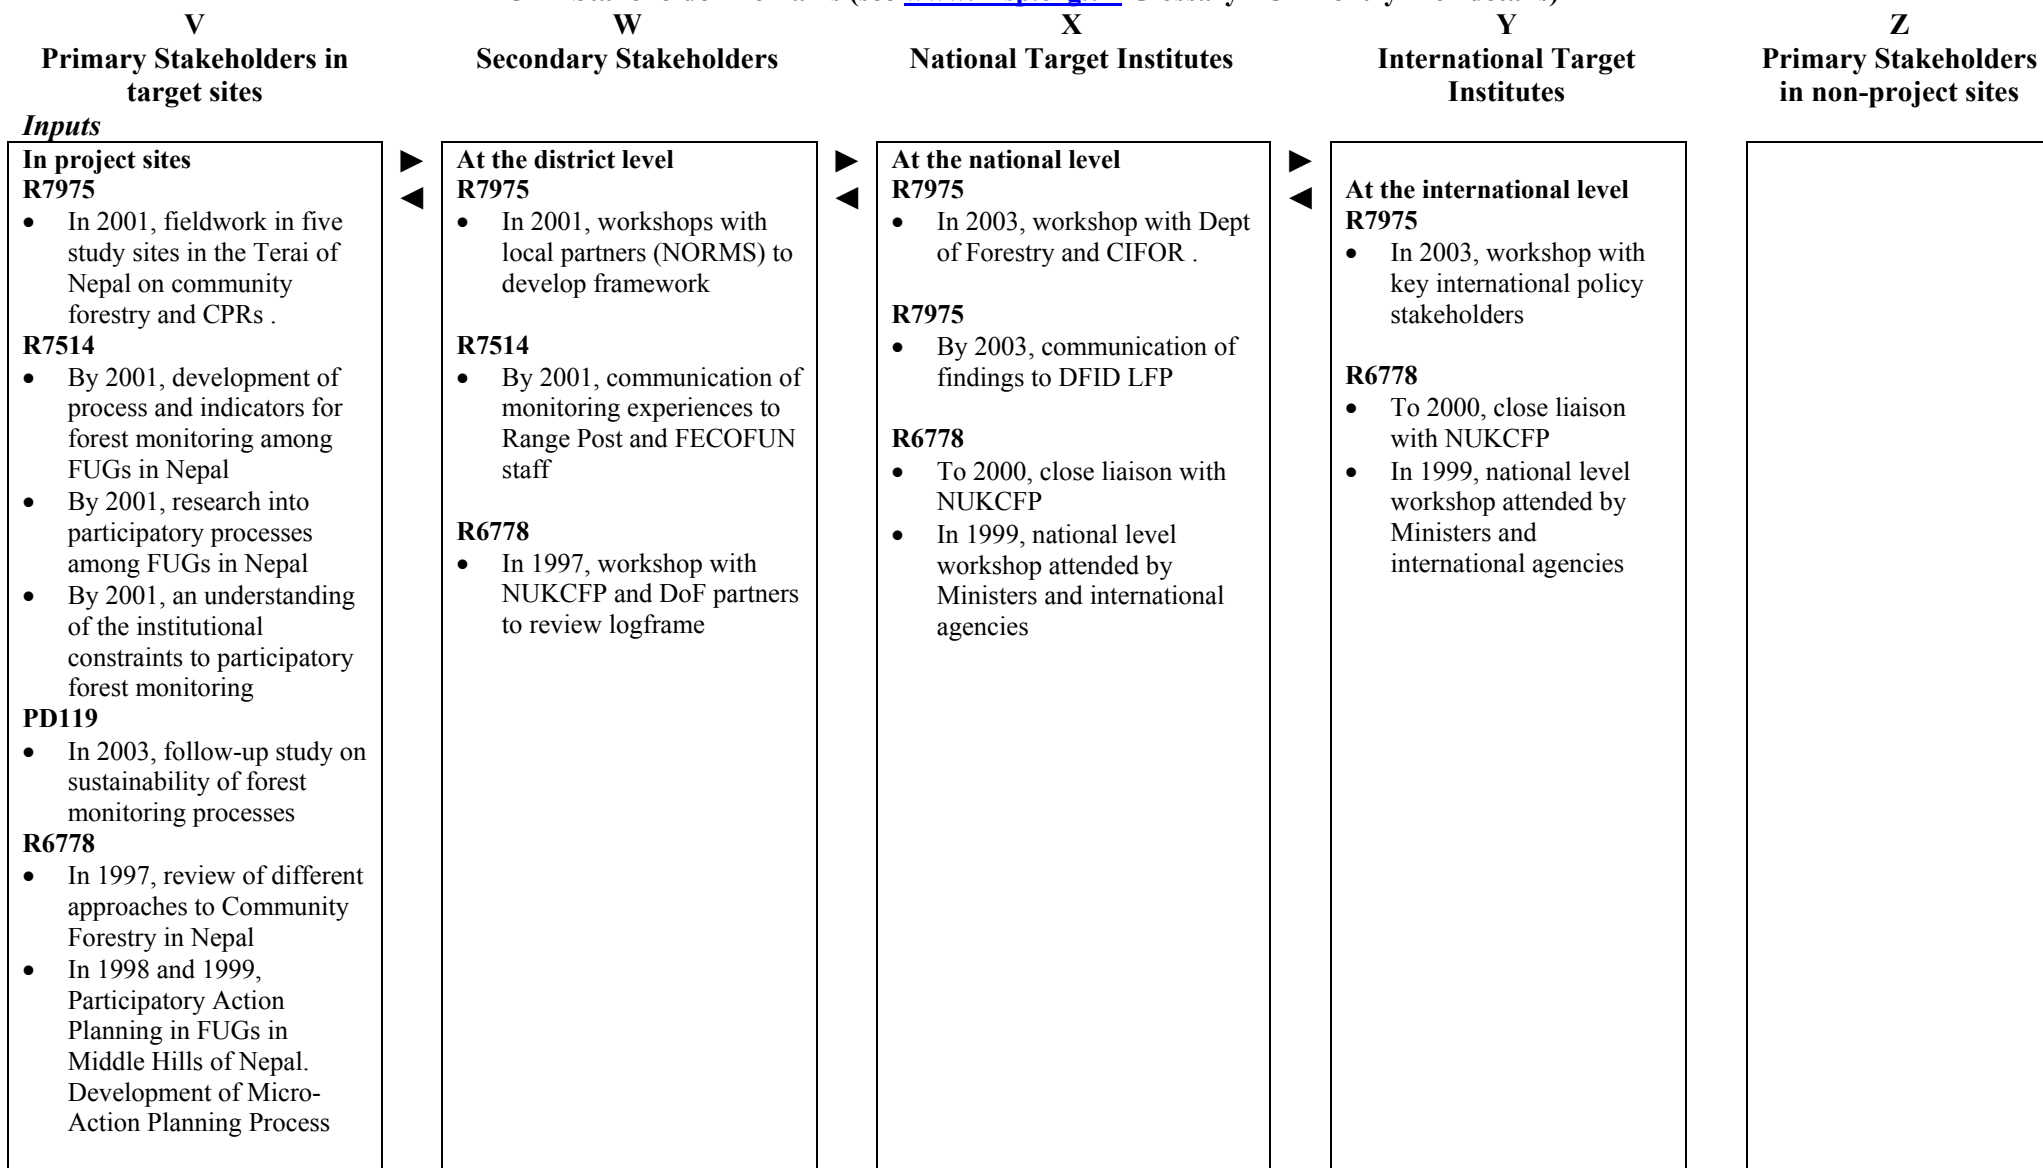 V
Primary Stakeholders in
target sites
W
Secondary Stakeholders
X
National Target Institutes
Y
International Target
Institutes
Z
Primary Stakeholders
in non-project sites
Inputs
In project sites
R7975
• In 2001, fieldwork in five
study sites in the Terai of
Nepal on community
forestry and CPRs .
R7514
• By 2001, development of
process and indicators for
forest monitoring among
FUGs in Nepal
• By 2001, research into
participatory processes
among FUGs in Nepal
• By 2001, an understanding
of the institutional
constraints to participatory
forest monitoring
PD119
• In 2003, follow-up study on
sustainability of forest
monitoring processes
R6778
• In 1997, review of different
approaches to Community
Forestry in Nepal
• In 1998 and 1999,
Participatory Action
Planning in FUGs in
Middle Hills of Nepal.
Development of Micro-
Action Planning Process
At the district level
R7975
• In 2001, workshops with
local partners (NORMS) to
develop framework
R7514
• By 2001, communication of
monitoring experiences to
Range Post and FECOFUN
staff
R6778
• In 1997, workshop with
NUKCFP and DoF partners
to review logframe
At the national level
R7975
• In 2003, workshop with Dept
of Forestry and CIFOR .
R7975
• By 2003, communication of
findings to DFID LFP
R6778
• To 2000, close liaison with
NUKCFP
• In 1999, national level
workshop attended by
Ministers and international
agencies
At the international level
R7975
• In 2003, workshop with
key international policy
stakeholders
R6778
• To 2000, close liaison
with NUKCFP
• In 1999, national level
workshop attended by
Ministers and
international agencies